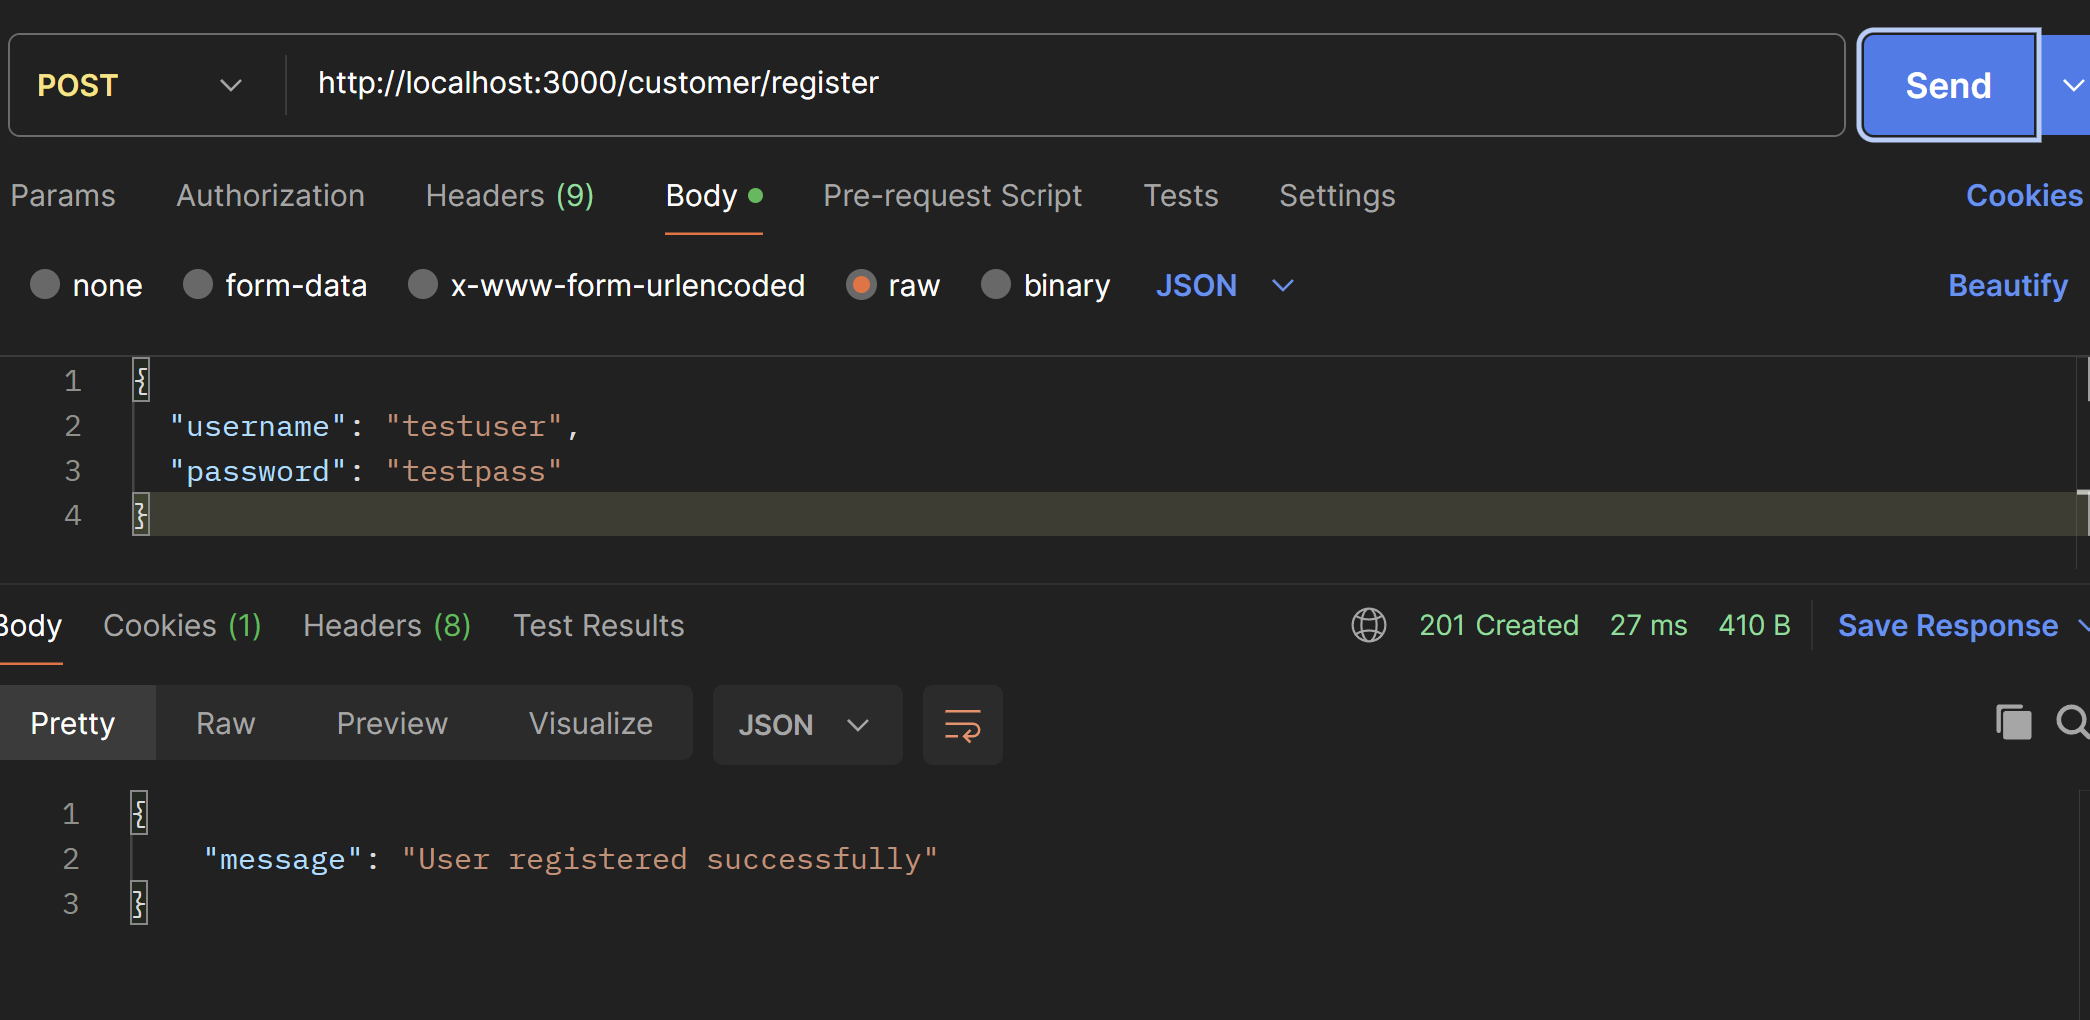 POST http://localhost:3000/customer/register Send
Params Authorization Headers (9) Body Pre-request Script Tests Settings Cookies
none form-data x-www-form-urlencoded raw binary JSON Beautify
1 {
2 "username": "testuser",
3 "password": "testpass"
4 }
Body Cookies (1) Headers (8) Test Results 201 Created 27 ms 410 B Save Response
Pretty Raw Preview Visualize JSON
1 {
2 "message": "User registered successfully"
3 }